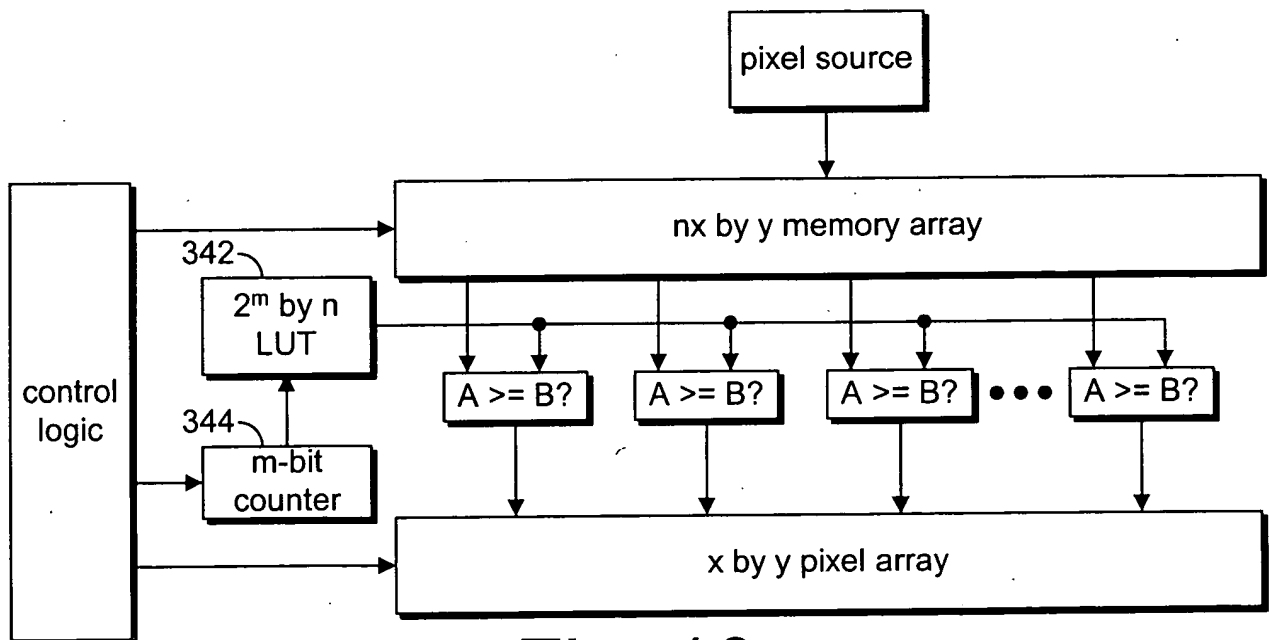 pixel source
nx by y memory array
342
2ᵐ by n
LUT
control
logic
A >= B?
A >= B?
A >= B?
A >= B?
344
m-bit
counter
x by y pixel array